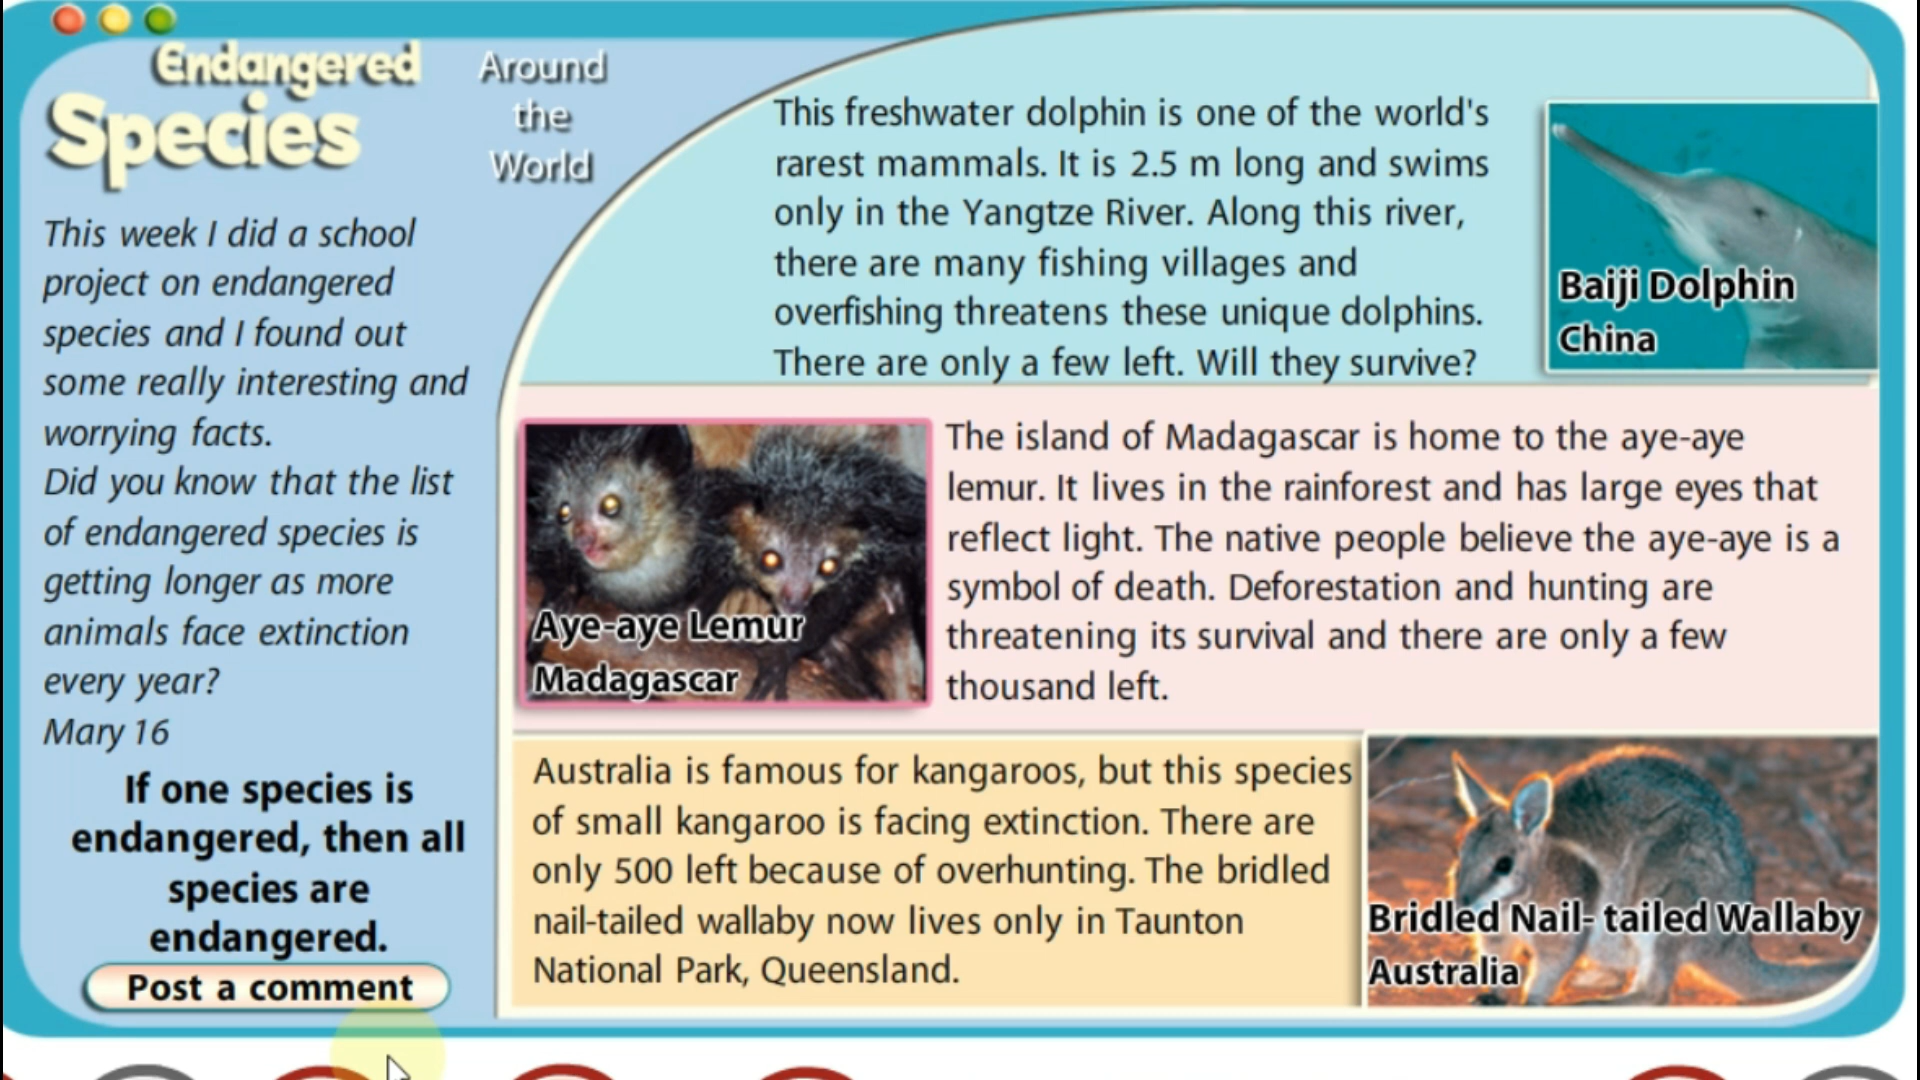 Endangered
Species
Around
the
World
This week I did a school
project on endangered
species and I found out
some really interesting and
worrying facts.
Did you know that the list
of endangered species is
getting longer as more
animals face extinction
every year?
Mary 16
If one species is
endangered, then all
species are
endangered.
Post a comment
This freshwater dolphin is one of the world's
rarest mammals. It is 2.5 m long and swims
only in the Yangtze River. Along this river,
there are many fishing villages and
overfishing threatens these unique dolphins.
There are only a few left. Will they survive?
Baiji Dolphin
China
Aye-aye Lemur
Madagascar
The island of Madagascar is home to the aye-aye
lemur. It lives in the rainforest and has large eyes that
reflect light. The native people believe the aye-aye is a
symbol of death. Deforestation and hunting are
threatening its survival and there are only a few
thousand left.
Australia is famous for kangaroos, but this species
of small kangaroo is facing extinction. There are
only 500 left because of overhunting. The bridled
nail-tailed wallaby now lives only in Taunton
National Park, Queensland.
Bridled Nail- tailed Wallaby
Australia